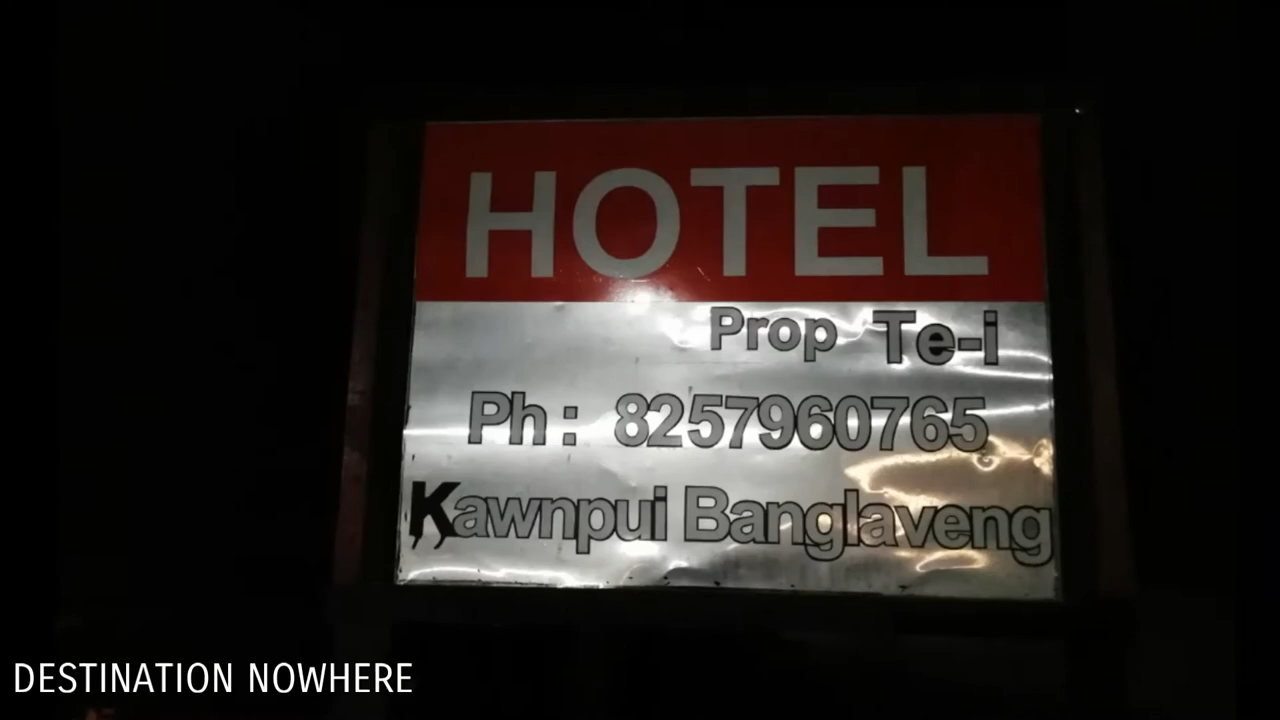 HOTEL
Prop Te-i
Ph: 8257960765
Kawnpui Banglaveng
DESTINATION NOWHERE